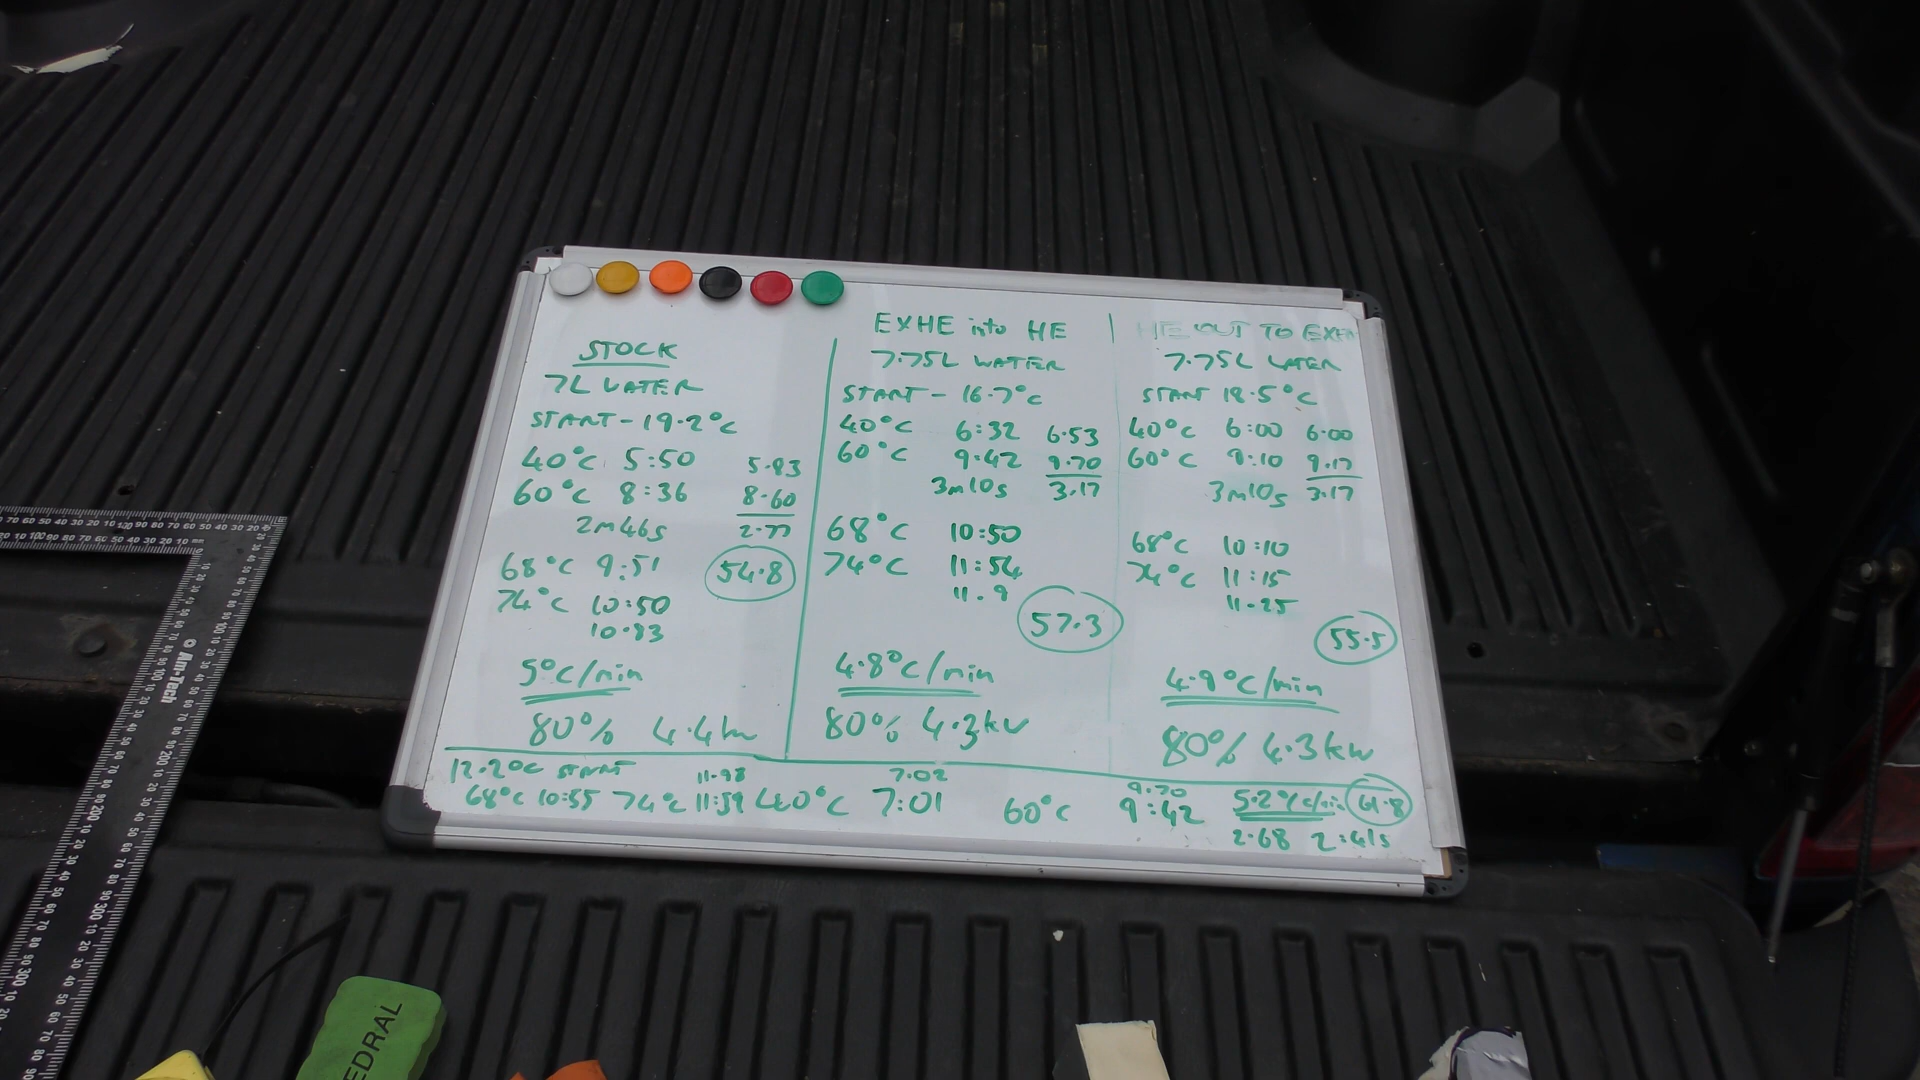 STOCK
7L WATER
START - 19.2°C
40°C 5:50 5.83
60°C 8:36 8.60
2m46s 2.77
68°C 9:51
54.8
74°C 10:50
10.83
5°C/min
80% 4.4kw
EXHE into HE
7.75L WATER
START - 16.7°C
40°C 6:32 6.53
60°C 9:42 9.70
3m10s 3.17
68°C 10:50
74°C 11:54
11.9
57.3
4.8°C/min
80% 4.3kw
HE OUT TO EXHE
7.75L WATER
START 18.5°C
40°C 6:00 6.00
60°C 9:10 9.17
3m10s 3.17
68°C 10:10
74°C 11:15
11.25
55.5
4.9°C/min
80% 4.3kw
12.2°C START 11.98 7.02 9.70
68°C 10:55 74°C 11:59 40°C 7:01 60°C 9:42 5.2°C/min 61.8
2.68 2:41s
Am-Tech
EDRAL